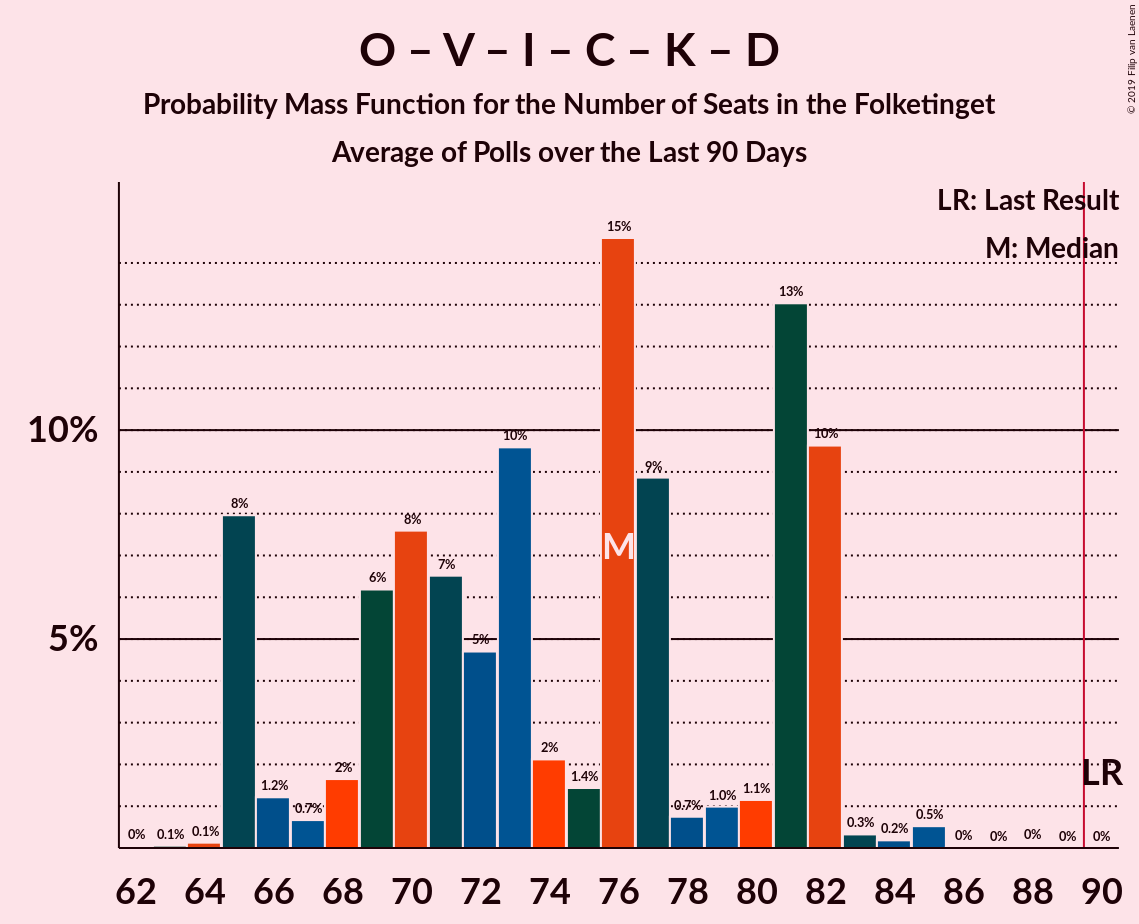 O – V – I – C – K – D
Probability Mass Function for the Number of Seats in the Folketinget
Average of Polls over the Last 90 Days
© 2019 Filip van Laenen
LR: Last Result
M: Median
10%
5%
0% 0.1% 0.1% 8% 1.2% 0.7% 2% 6% 8% 7% 5% 10% 2% 1.4% 15% 9% 0.7% 1.0% 1.1% 13% 10% 0.3% 0.2% 0.5% 0% 0% 0% 0% 0%
M
LR
62 64 66 68 70 72 74 76 78 80 82 84 86 88 90